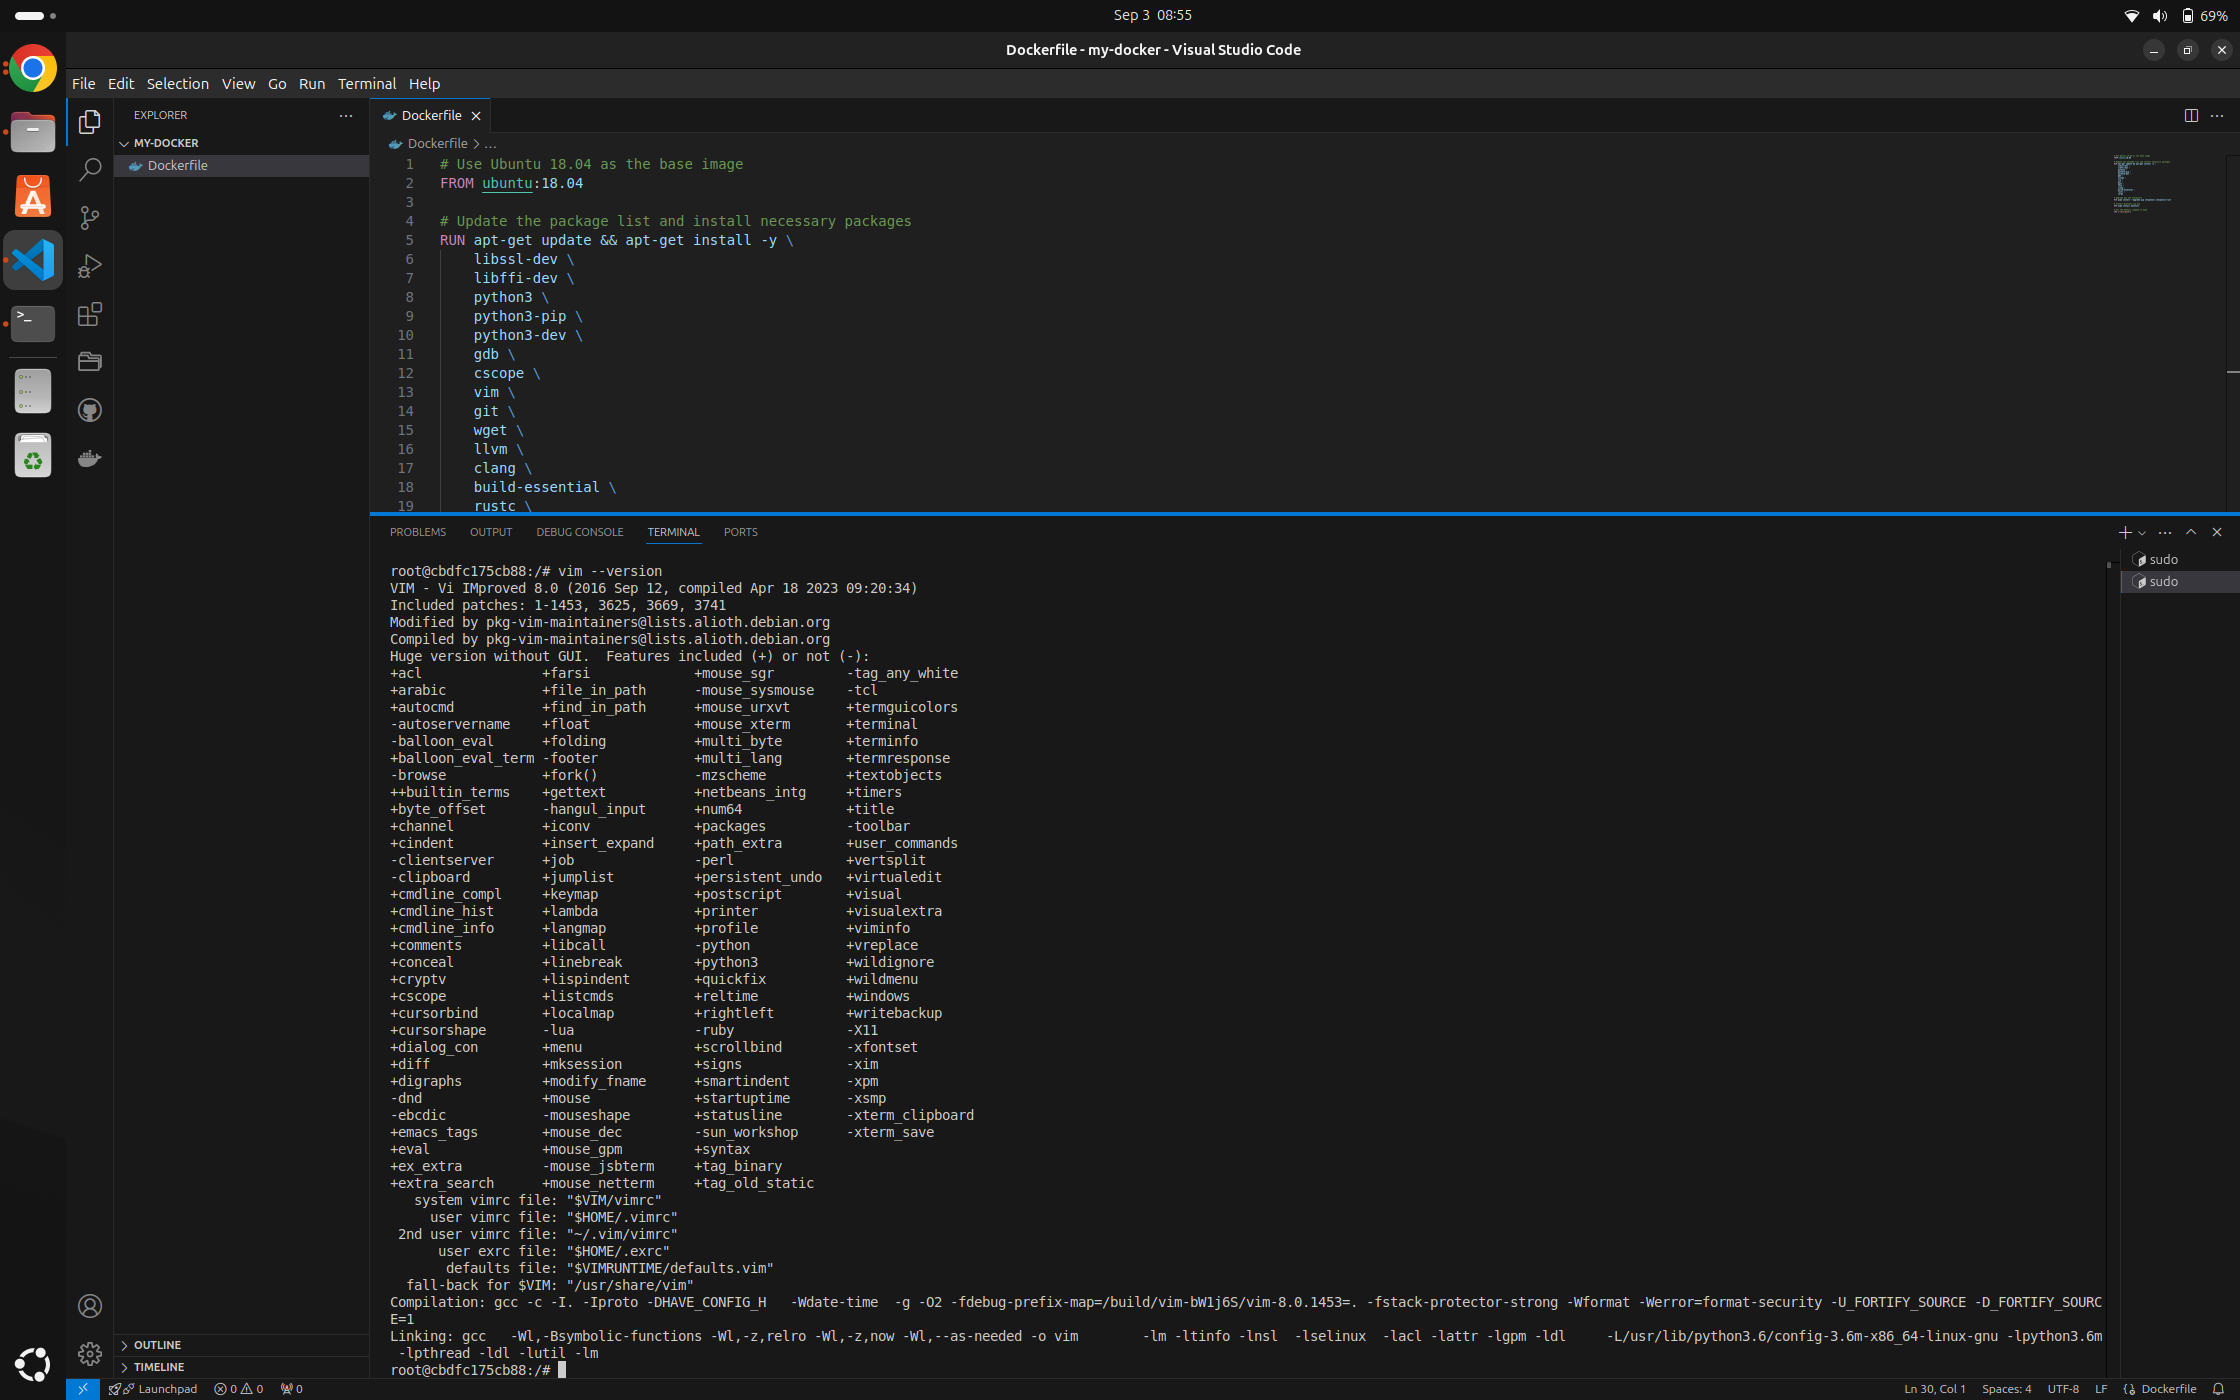 Sep 3 08:55
69%
Dockerfile - my-docker - Visual Studio Code
File Edit Selection View Go Run Terminal Help
EXPLORER
MY-DOCKER
Dockerfile
OUTLINE
TIMELINE
Dockerfile
Dockerfile > ...
1 # Use Ubuntu 18.04 as the base image
2 FROM ubuntu:18.04
3
4 # Update the package list and install necessary packages
5 RUN apt-get update && apt-get install -y \
6 libssl-dev \
7 libffi-dev \
8 python3 \
9 python3-pip \
10 python3-dev \
11 gdb \
12 cscope \
13 vim \
14 git \
15 wget \
16 llvm \
17 clang \
18 build-essential \
19 rustc \
PROBLEMS OUTPUT DEBUG CONSOLE TERMINAL PORTS
sudo
sudo
root@cbdfc175cb88:/# vim --version
VIM - Vi IMproved 8.0 (2016 Sep 12, compiled Apr 18 2023 09:20:34)
Included patches: 1-1453, 3625, 3669, 3741
Modified by pkg-vim-maintainers@lists.alioth.debian.org
Compiled by pkg-vim-maintainers@lists.alioth.debian.org
Huge version without GUI.  Features included (+) or not (-):
+acl +farsi +mouse_sgr -tag_any_white
+arabic +file_in_path -mouse_sysmouse -tcl
+autocmd +find_in_path +mouse_urxvt +termguicolors
-autoservername +float +mouse_xterm +terminal
-balloon_eval +folding +multi_byte +terminfo
+balloon_eval_term -footer +multi_lang +termresponse
-browse +fork() -mzscheme +textobjects
++builtin_terms +gettext +netbeans_intg +timers
+byte_offset -hangul_input +num64 +title
+channel +iconv +packages -toolbar
+cindent +insert_expand +path_extra +user_commands
-clientserver +job -perl +vertsplit
-clipboard +jumplist +persistent_undo +virtualedit
+cmdline_compl +keymap +postscript +visual
+cmdline_hist +lambda +printer +visualextra
+cmdline_info +langmap +profile +viminfo
+comments +libcall -python +vreplace
+conceal +linebreak +python3 +wildignore
+cryptv +lispindent +quickfix +wildmenu
+cscope +listcmds +reltime +windows
+cursorbind +localmap +rightleft +writebackup
+cursorshape -lua -ruby -X11
+dialog_con +menu +scrollbind -xfontset
+diff +mksession +signs -xim
+digraphs +modify_fname +smartindent -xpm
-dnd +mouse +startuptime -xsmp
-ebcdic -mouseshape +statusline -xterm_clipboard
+emacs_tags +mouse_dec -sun_workshop -xterm_save
+eval +mouse_gpm +syntax
+ex_extra -mouse_jsbterm +tag_binary
+extra_search +mouse_netterm +tag_old_static
system vimrc file: "$VIM/vimrc"
user vimrc file: "$HOME/.vimrc"
2nd user vimrc file: "~/.vim/vimrc"
user exrc file: "$HOME/.exrc"
defaults file: "$VIMRUNTIME/defaults.vim"
fall-back for $VIM: "/usr/share/vim"
Compilation: gcc -c -I. -Iproto -DHAVE_CONFIG_H   -Wdate-time  -g -O2 -fdebug-prefix-map=/build/vim-bW1j6S/vim-8.0.1453=. -fstack-protector-strong -Wformat -Werror=format-security -U_FORTIFY_SOURCE -D_FORTIFY_SOURC
E=1
Linking: gcc   -Wl,-Bsymbolic-functions -Wl,-z,relro -Wl,-z,now -Wl,--as-needed -o vim        -lm -ltinfo -lnsl  -lselinux  -lacl -lattr -lgpm -ldl     -L/usr/lib/python3.6/config-3.6m-x86_64-linux-gnu -lpython3.6m
-lpthread -ldl -lutil -lm
root@cbdfc175cb88:/#
Launchpad 0 0 0
Ln 30, Col 1 Spaces: 4 UTF-8 LF Dockerfile